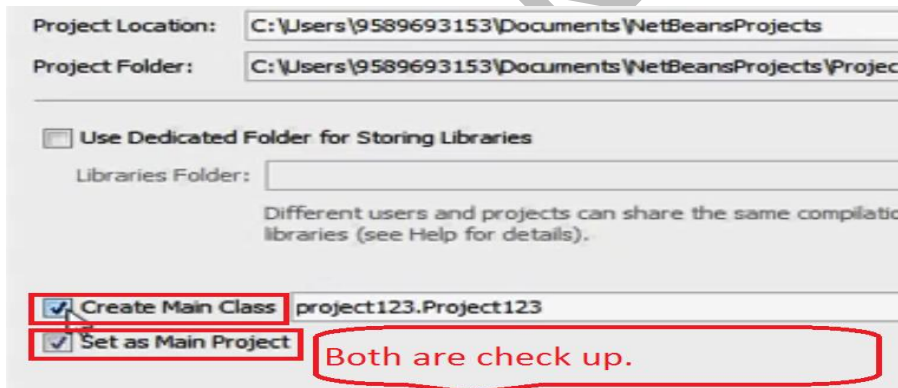 Project Location: C:\Users\9589693153\Documents\NetBeansProjects
Project Folder: C:\Users\9589693153\Documents\NetBeansProjects\Projec
Use Dedicated Folder for Storing Libraries
Libraries Folder:
Different users and projects can share the same compilatio
libraries (see Help for details).
Create Main Class project123.Project123
Set as Main Project
Both are check up.